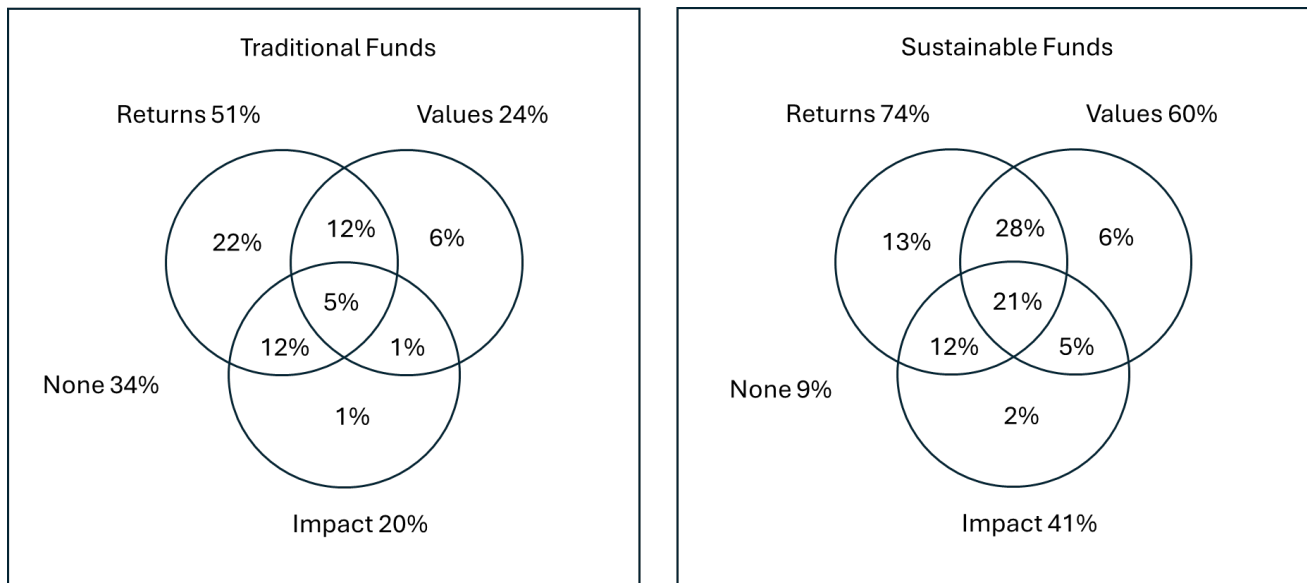 Traditional Funds
Returns 51%
Values 24%
22%
12%
6%
5%
12%
1%
None 34%
1%
Impact 20%
Sustainable Funds
Returns 74%
Values 60%
13%
28%
6%
21%
12%
5%
None 9%
2%
Impact 41%